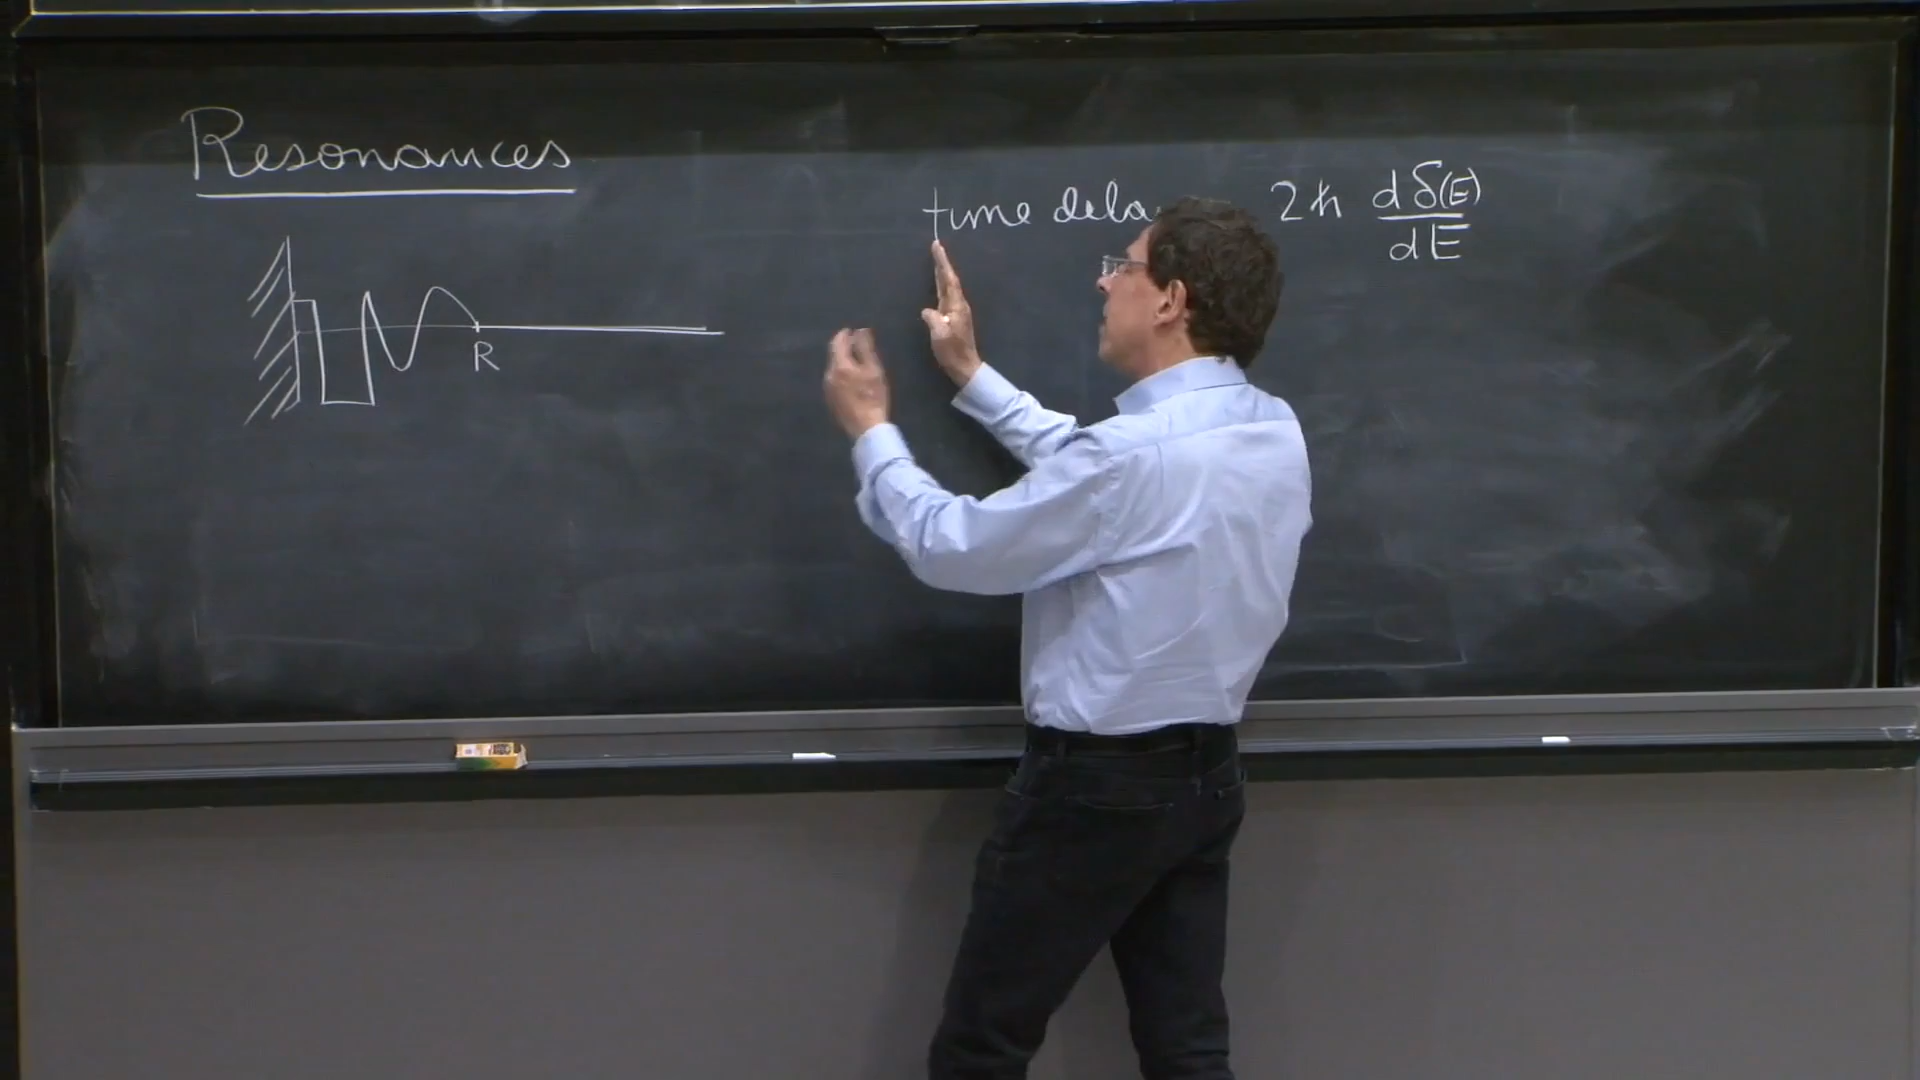 Resonances
time dela 2ħ dδ(E)/dE
R